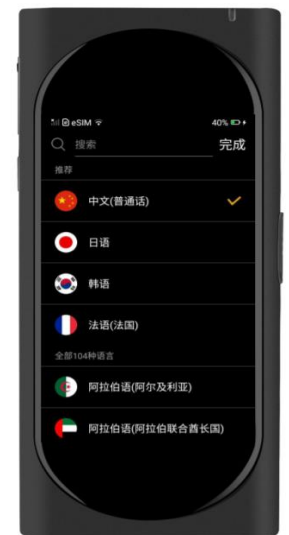 eSIM 40%
搜索 完成
推荐
中文(普通话)
日语
韩语
法语(法国)
全部104种语言
阿拉伯语(阿尔及利亚)
阿拉伯语(阿拉伯联合酋长国)